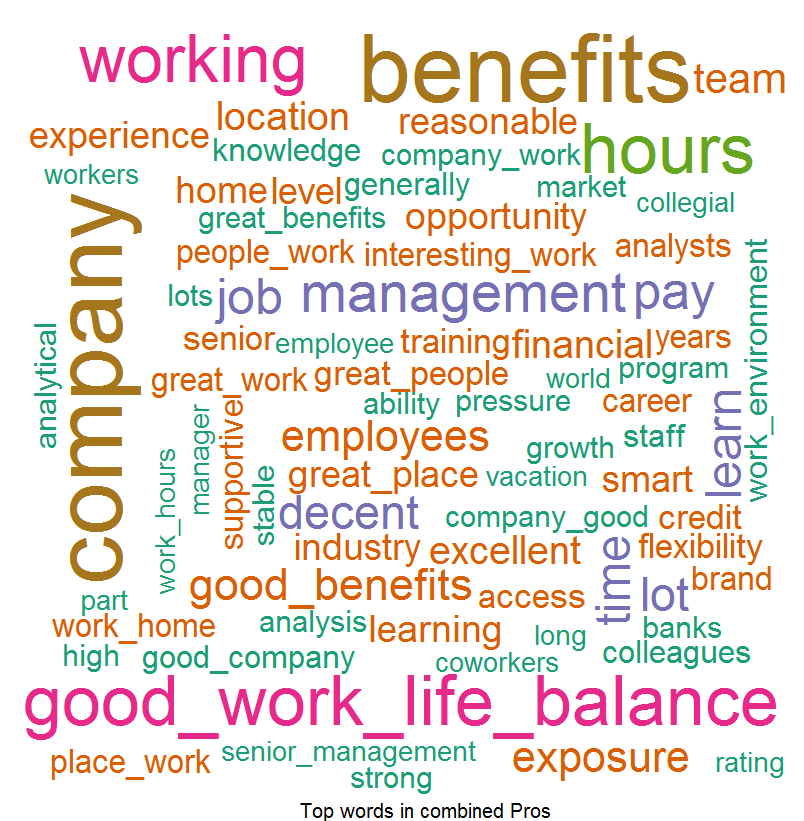 working benefits team
experience location reasonable hours
knowledge company_work
workers home level generally market collegial
great_benefits opportunity
people_work interesting_work analysts
company lots job management pay work_environment
senior employee training financial years
analytical great_work great_people world program
ability pressure career learn
manager supportivel employees growth staff
work_hours stable great_place vacation smart
decent company_good credit
industry excellent time flexibility
good_benefits access lot brand
part
work_home analysis learning long banks
high good_company coworkers colleagues
good_work_life_balance
place_work senior_management exposure rating
strong
Top words in combined Pros